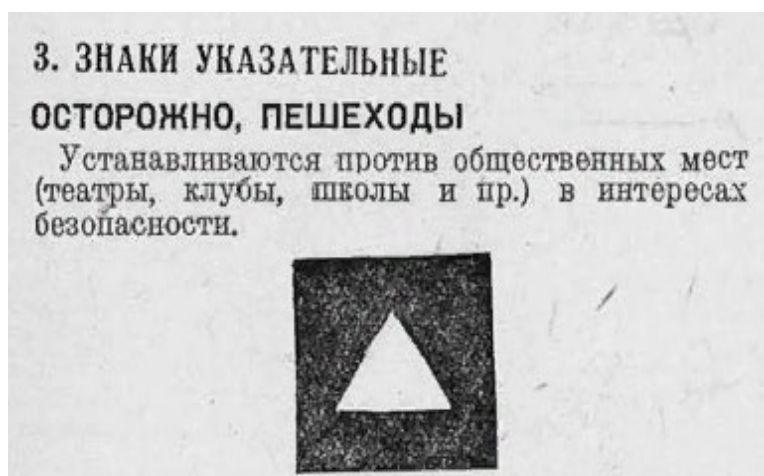 3. ЗНАКИ УКАЗАТЕЛЬНЫЕ
ОСТОРОЖНО, ПЕШЕХОДЫ
Устанавливаются против общественных мест
(театры, клубы, школы и пр.) в интересах
безопасности.